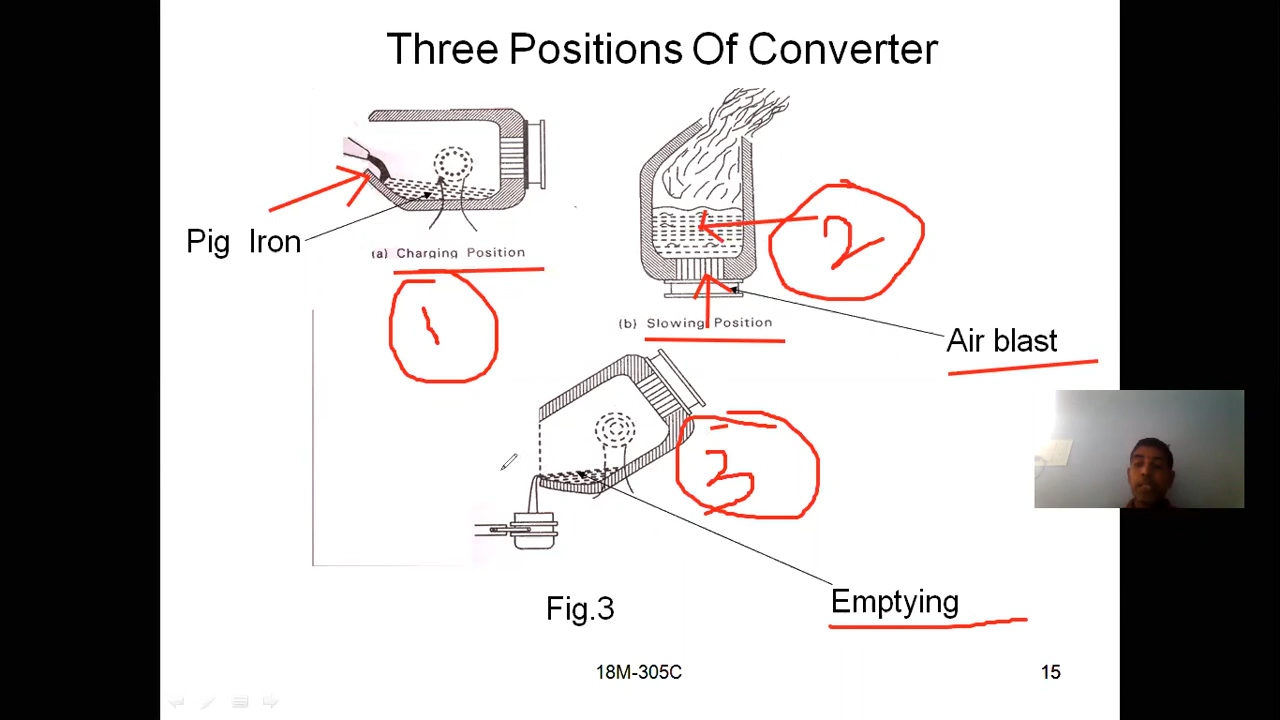 Three Positions Of Converter
Pig Iron
(a) Charging Position
1
2
(b) Slowing Position
Air blast
3
Emptying
Fig.3
18M-305C
15